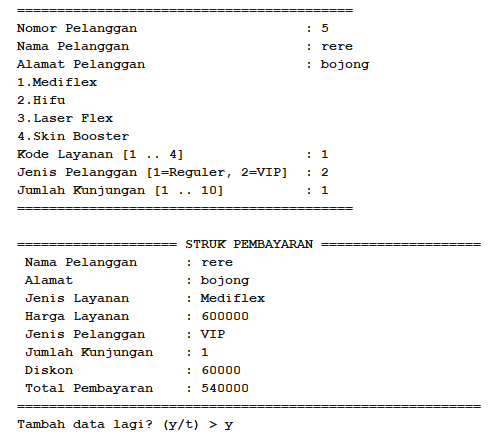 ==========================================
Nomor Pelanggan : 5
Nama Pelanggan : rere
Alamat Pelanggan : bojong
1.Mediflex
2.Hifu
3.Laser Flex
4.Skin Booster
Kode Layanan [1 .. 4] : 1
Jenis Pelanggan [1=Reguler, 2=VIP] : 2
Jumlah Kunjungan [1 .. 10] : 1
==========================================
==================== STRUK PEMBAYARAN ====================
Nama Pelanggan : rere
Alamat : bojong
Jenis Layanan : Mediflex
Harga Layanan : 600000
Jenis Pelanggan : VIP
Jumlah Kunjungan : 1
Diskon : 60000
Total Pembayaran : 540000
==========================================================
Tambah data lagi? (y/t) > y